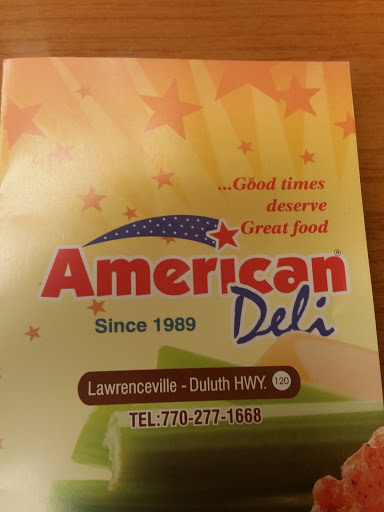 ...Good times
deserve
Great food
American®
Deli
Since 1989
Lawrenceville - Duluth HWY. 120
TEL:770-277-1668